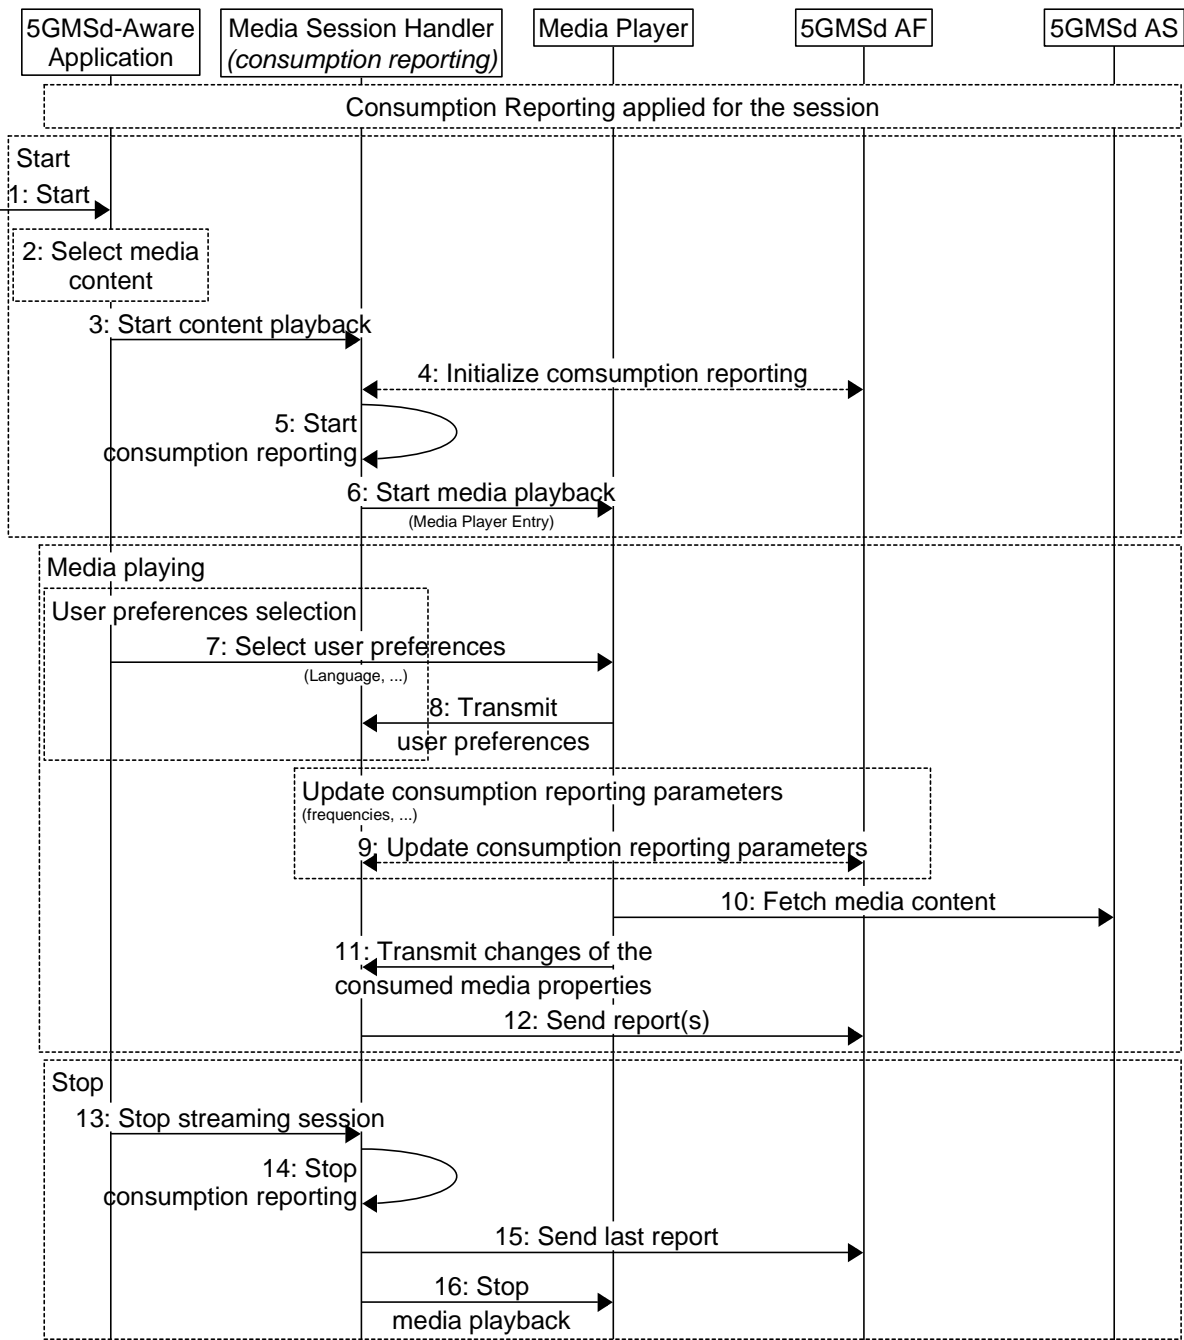 5GMSd-Aware
Application
Media Session Handler
(consumption reporting)
Media Player
5GMSd AF
5GMSd AS
Consumption Reporting applied for the session
Start
1: Start
2: Select media
content
3: Start content playback
4: Initialize comsumption reporting
5: Start
consumption reporting
6: Start media playback
(Media Player Entry)
Media playing
User preferences selection
7: Select user preferences
(Language, ...)
8: Transmit
user preferences
Update consumption reporting parameters
(frequencies, ...)
9: Update consumption reporting parameters
10: Fetch media content
11: Transmit changes of the
consumed media properties
12: Send report(s)
Stop
13: Stop streaming session
14: Stop
consumption reporting
15: Send last report
16: Stop
media playback